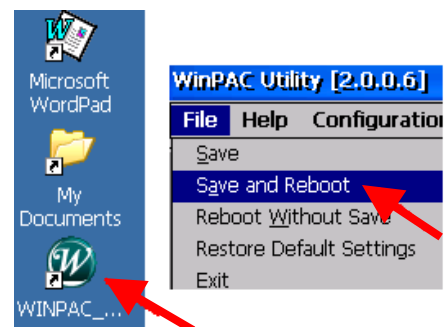 Microsoft
WordPad
My
Documents
WINPAC_...
WinPAC Utility [2.0.0.6]
File Help Configuration
Save
Save and Reboot
Reboot Without Save
Restore Default Settings
Exit